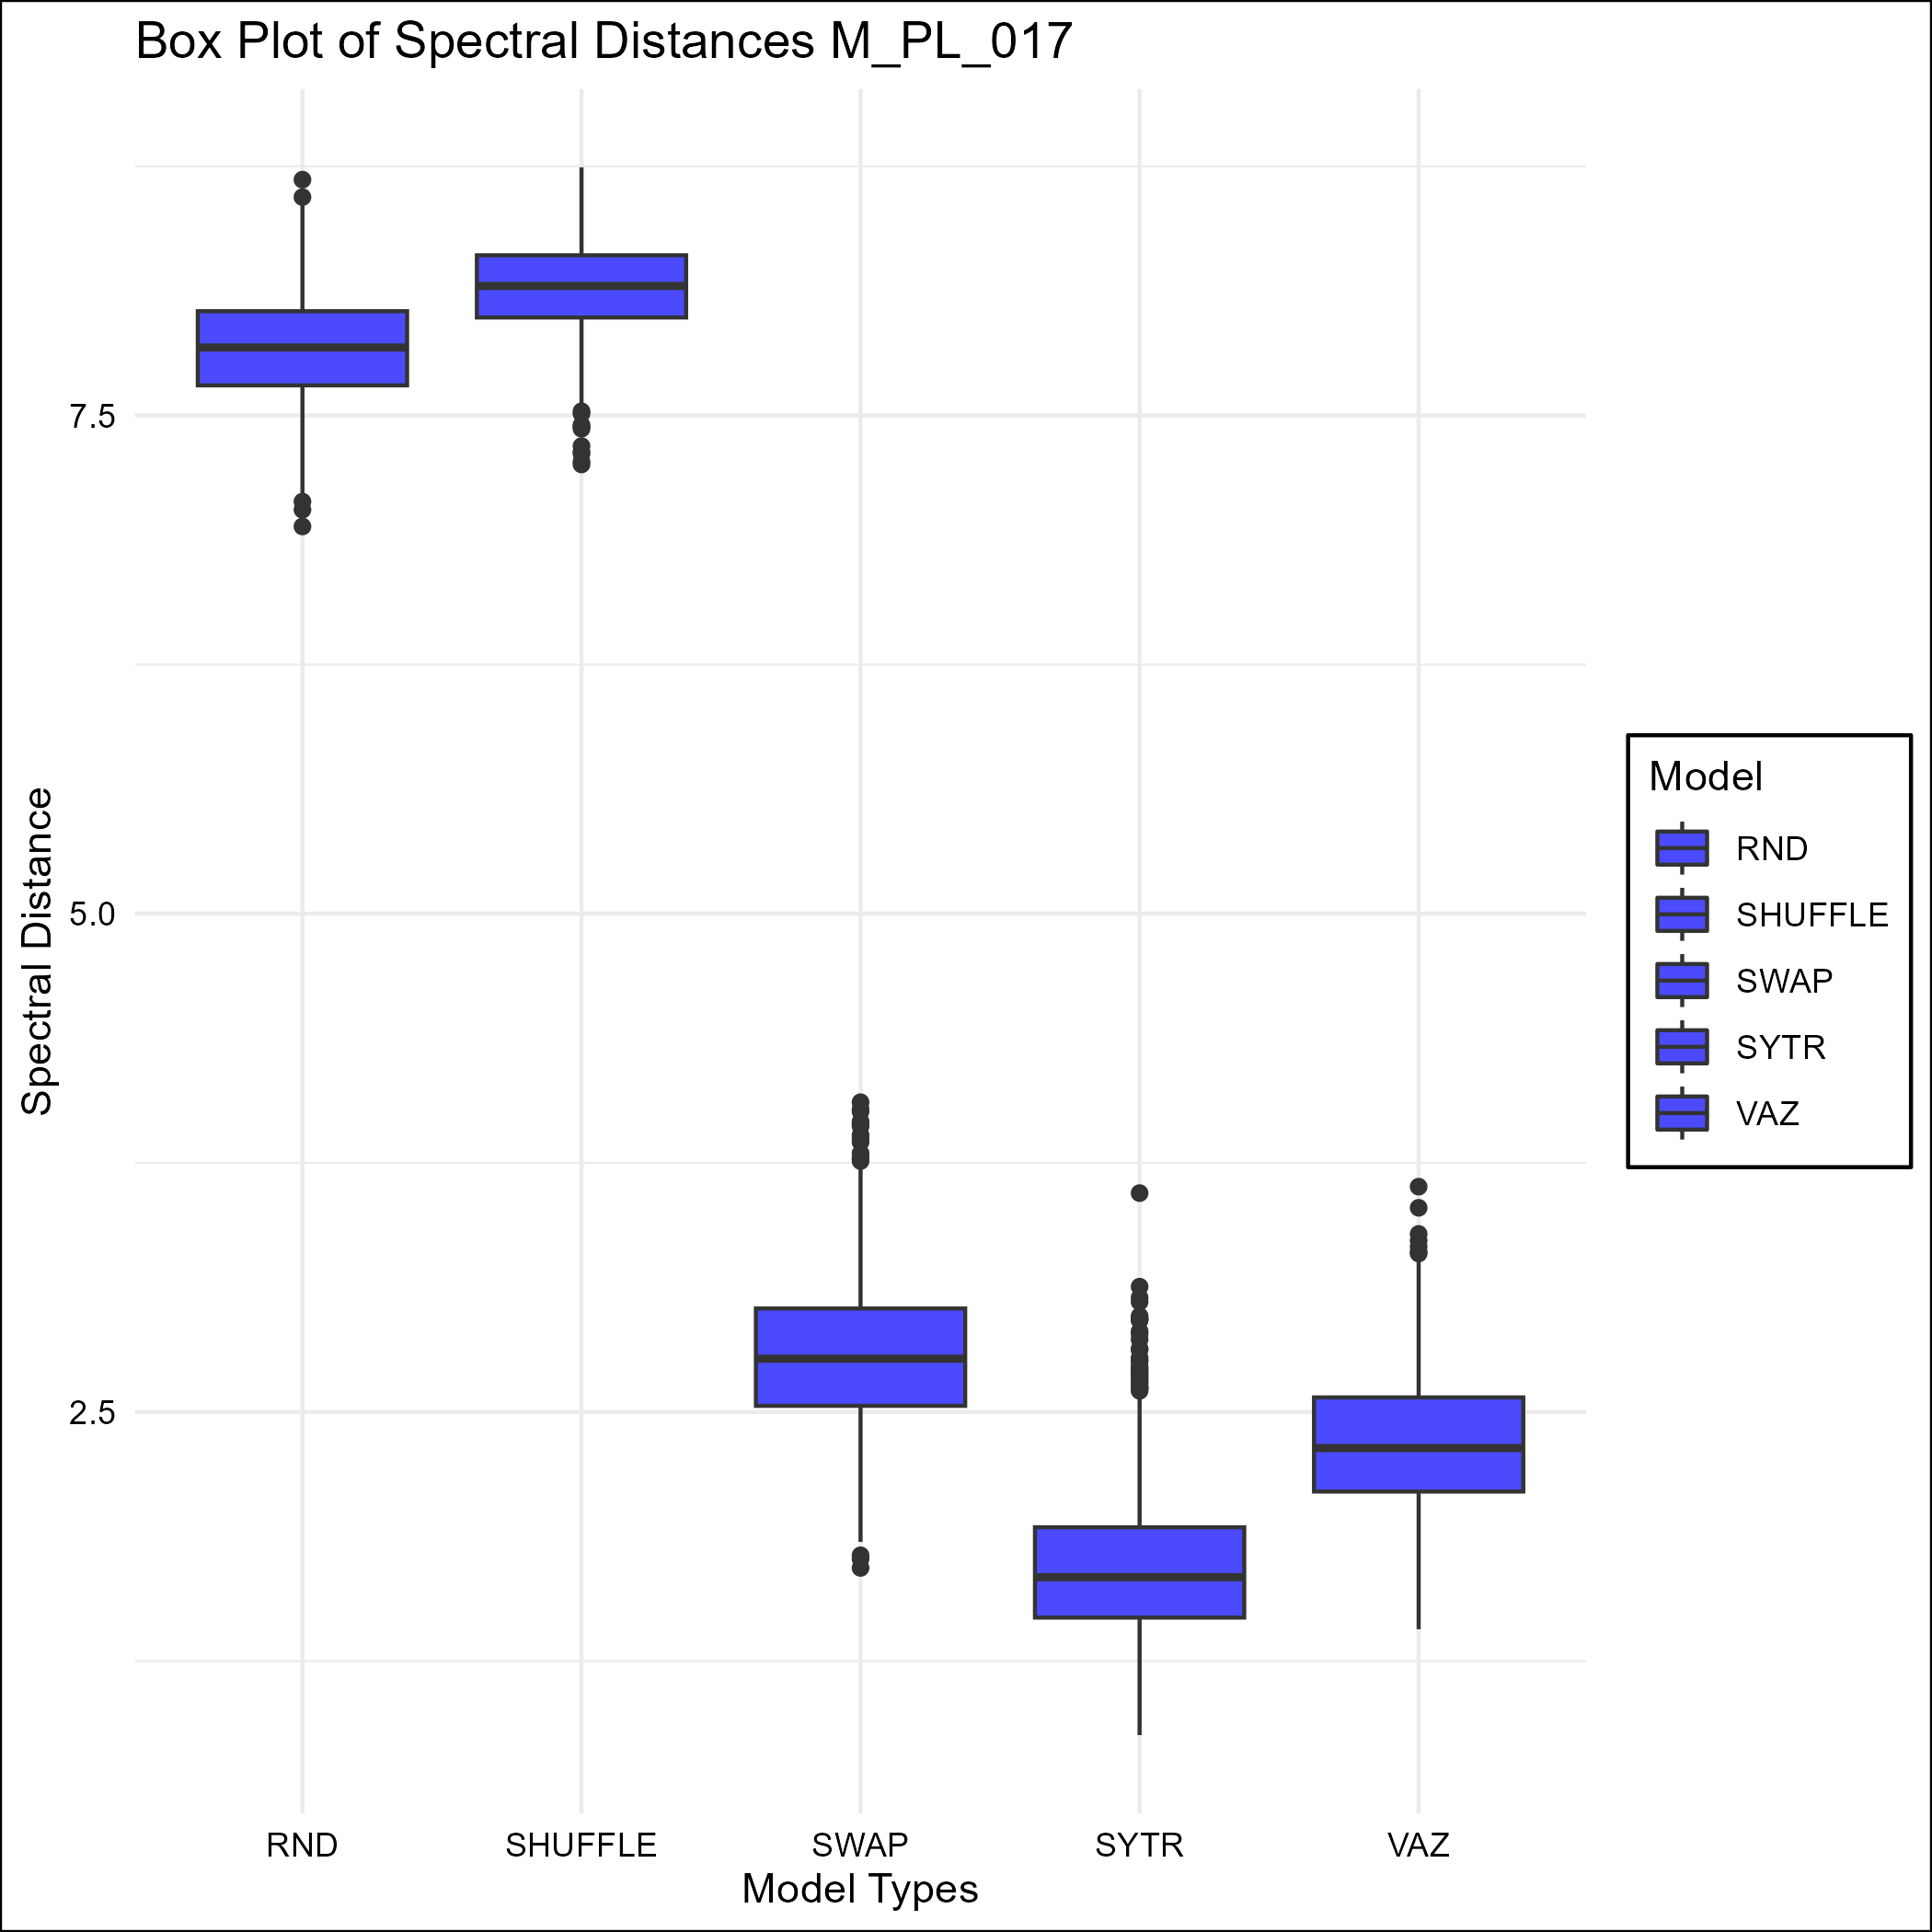 Box Plot of Spectral Distances M_PL_017
Spectral Distance
7.5
5.0
2.5
RND
SHUFFLE
SWAP
SYTR
VAZ
Model Types
Model
RND
SHUFFLE
SWAP
SYTR
VAZ